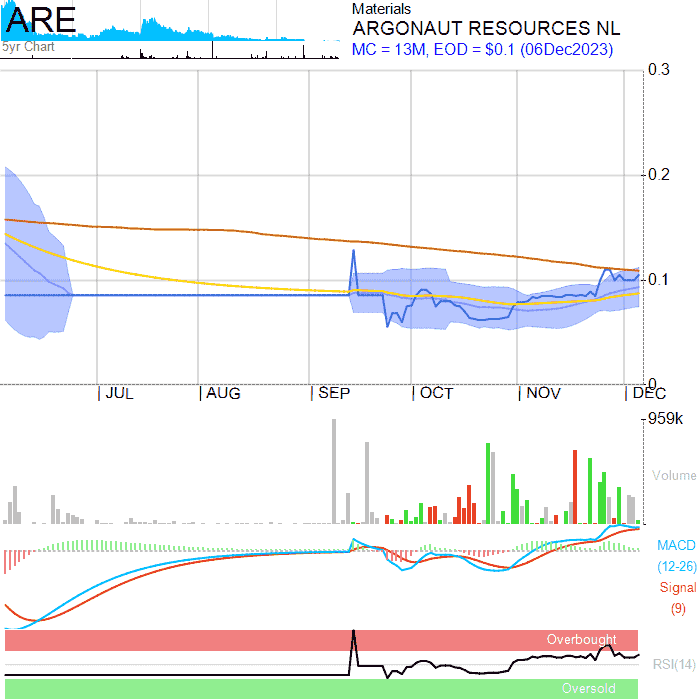 ARE
5yr Chart
Materials
ARGONAUT RESOURCES NL
MC = 13M, EOD = $0.1 (06Dec2023)
0.3
0.2
0.1
0
JUL
AUG
SEP
OCT
NOV
DEC
959k
Volume
MACD
(12-26)
Signal
(9)
Overbought
RSI(14)
Oversold